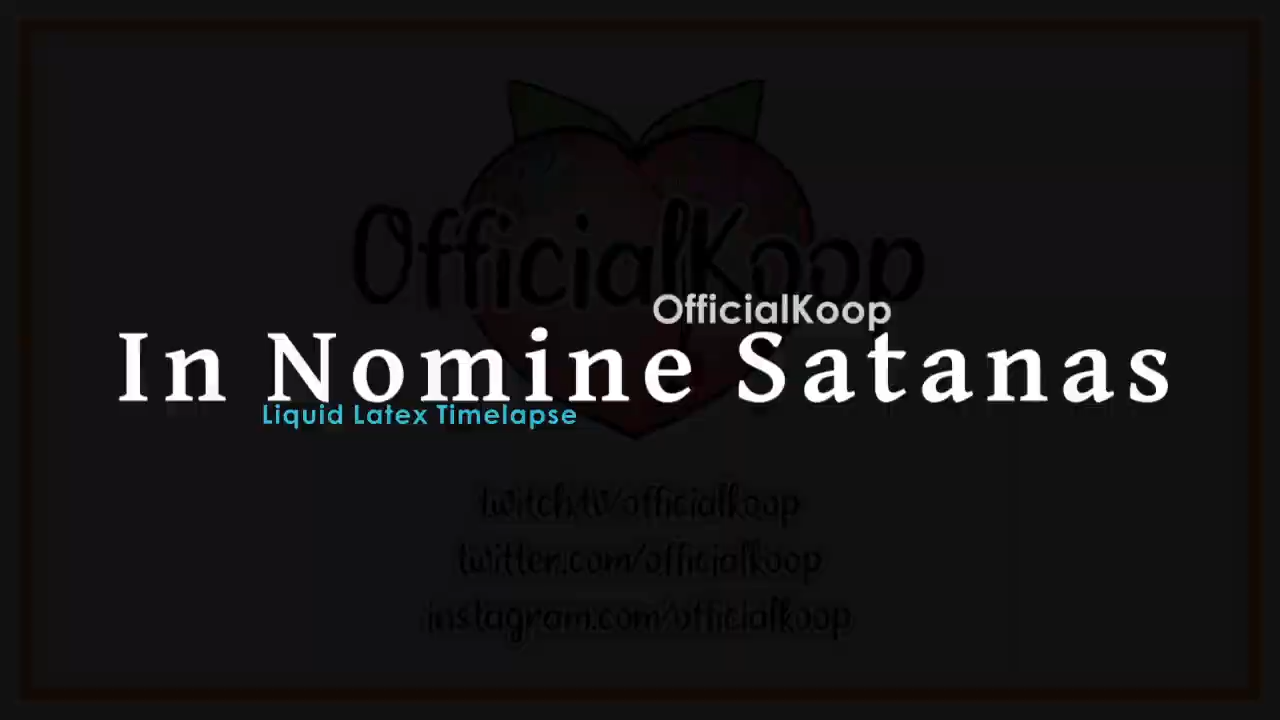 OfficialKoop
OfficialKoop
In Nomine Satanas
Liquid Latex Timelapse
twitch.tv/officialkoop
twitter.com/officialkoop
instagram.com/officialkoop